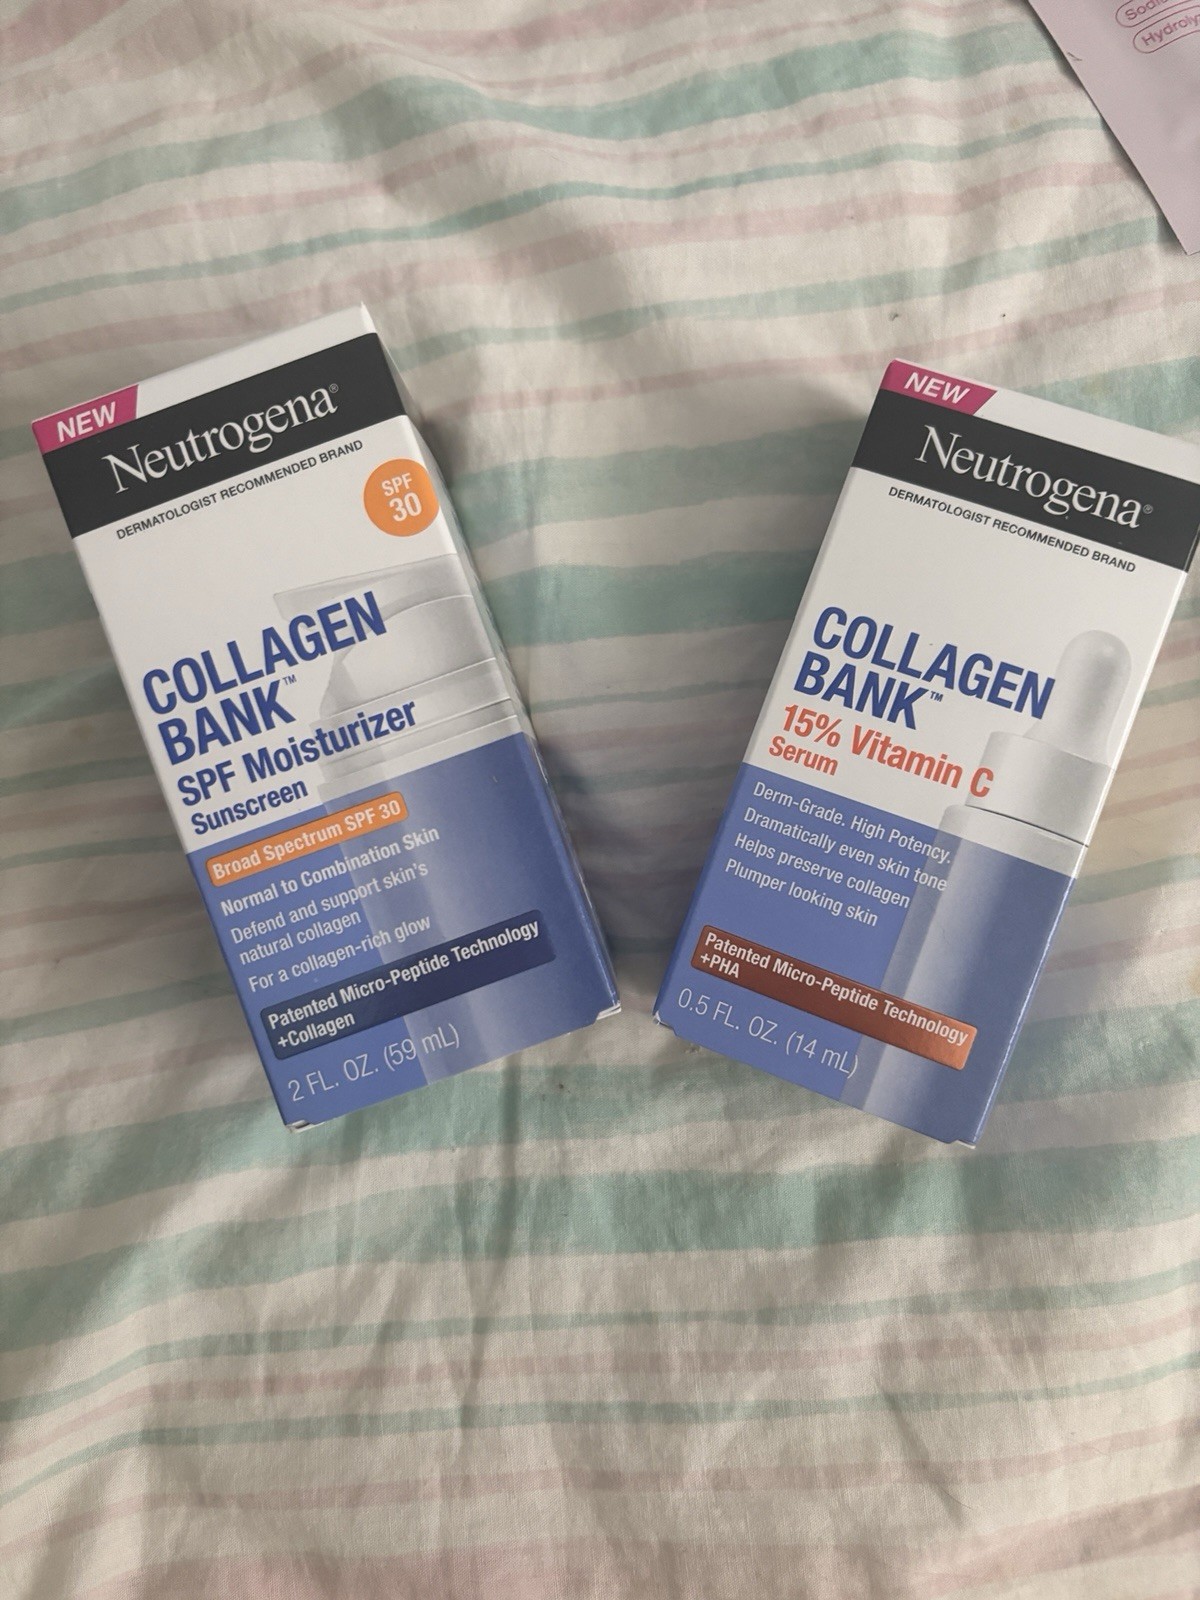 NEW
Neutrogena®
DERMATOLOGIST RECOMMENDED BRAND
SPF
30
COLLAGEN
BANK™
SPF Moisturizer
Sunscreen
Broad Spectrum SPF 30
Normal to Combination Skin
Defend and support skin's
natural collagen
For a collagen-rich glow
Patented Micro-Peptide Technology
+Collagen
2 FL. OZ. (59 mL)
NEW
Neutrogena®
DERMATOLOGIST RECOMMENDED BRAND
COLLAGEN
BANK™
15% Vitamin C
Serum
Derm-Grade. High Potency.
Dramatically even skin tone
Helps preserve collagen
Plumper looking skin
Patented Micro-Peptide Technology
+PHA
0.5 FL. OZ. (14 mL)